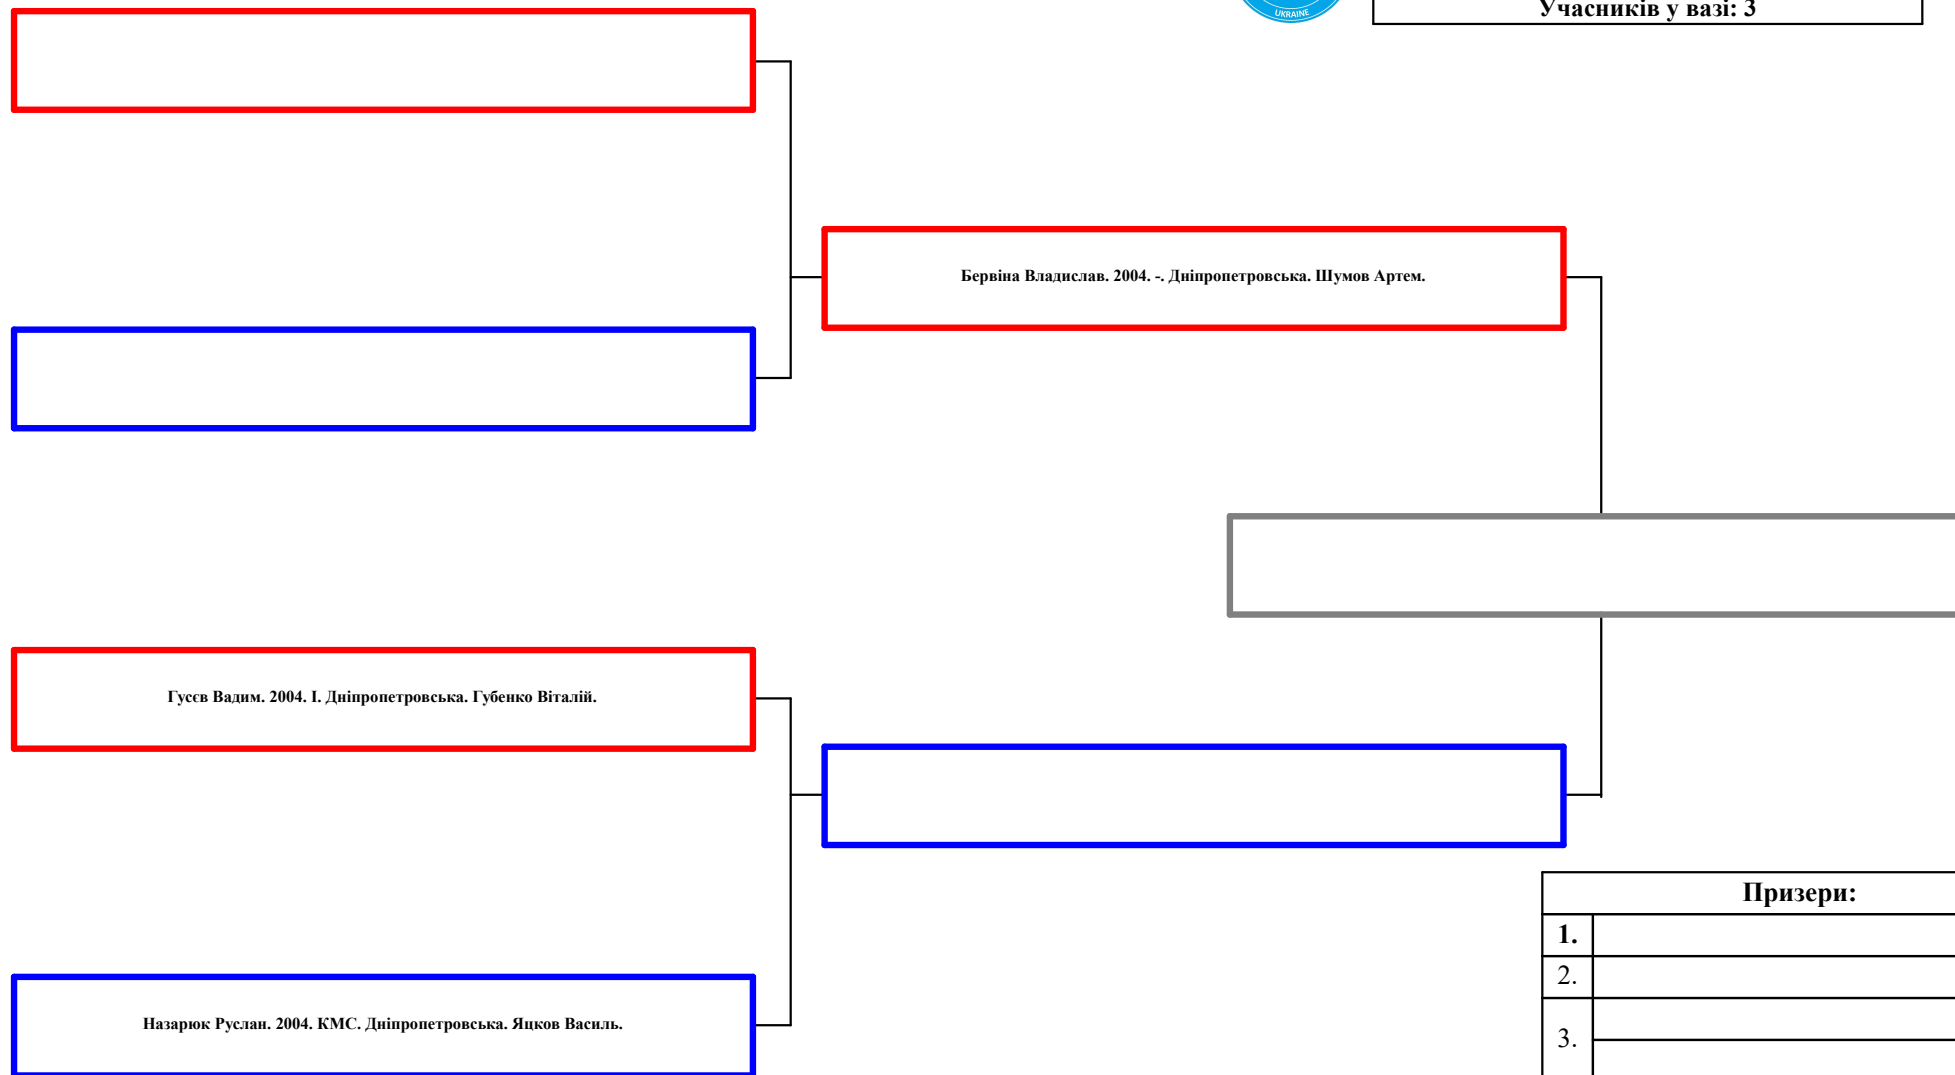 UKRAINE
Учасників у вазі: 3
Бервіна Владислав. 2004. -. Дніпропетровська. Шумов Артем.
Гусєв Вадим. 2004. І. Дніпропетровська. Губенко Віталій.
Назарюк Руслан. 2004. КМС. Дніпропетровська. Яцков Василь.
Призери:
1.
2.
3.